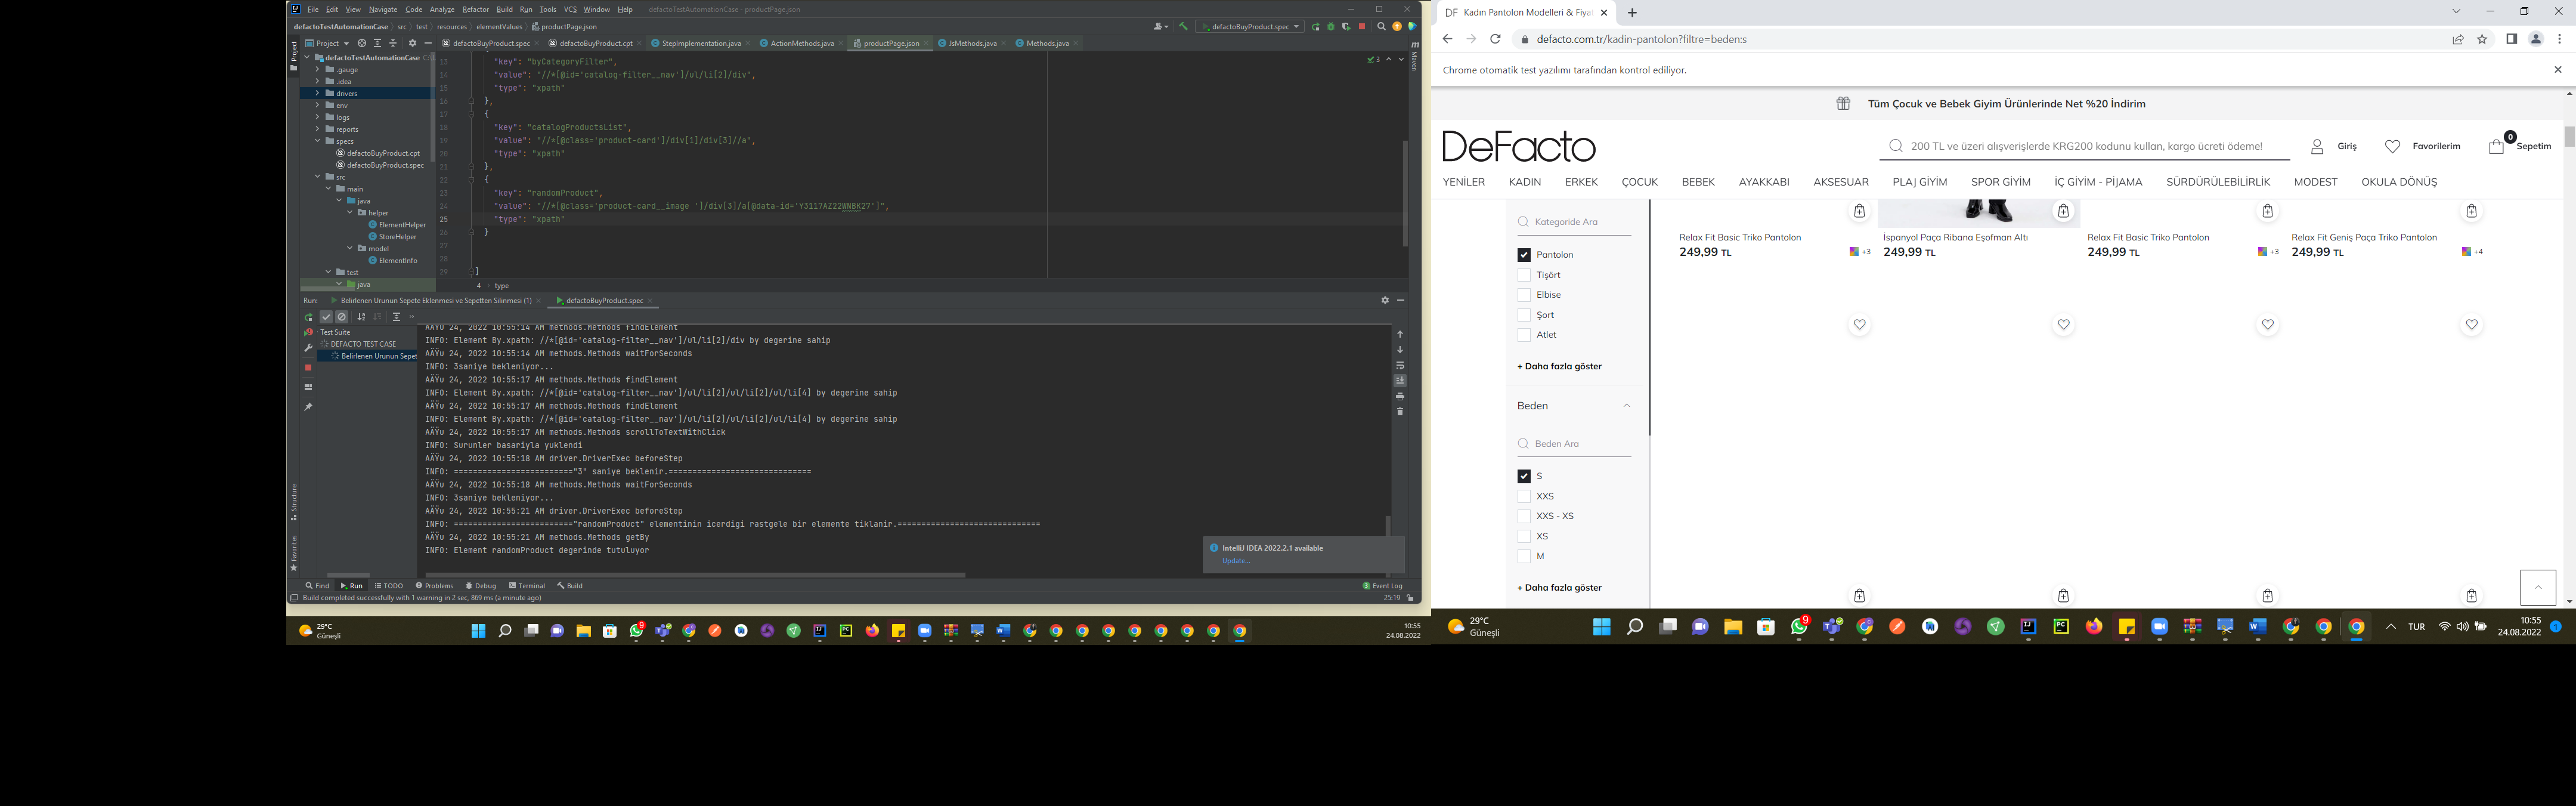 File Edit View Navigate Code Analyze Refactor Build Run Tools VCS Window Help defactoTestAutomationCase - productPage.json
defactoTestAutomationCase src test resources elementValues productPage.json
defactoBuyProduct.spec
Project
defactoBuyProduct.spec defactoBuyProduct.cpt StepImplementation.java ActionMethods.java productPage.json JsMethods.java Methods.java
Project
Maven
defactoTestAutomationCase
.gauge
.idea
drivers
env
logs
reports
specs
defactoBuyProduct.cpt
defactoBuyProduct.spec
src
main
java
helper
ElementHelper
StoreHelper
model
ElementInfo
test
java
3
13 "key": "byCategoryFilter",
14 "value": "//*[@id='catalog-filter__nav']/ul/li[2]/div",
15 "type": "xpath"
16 },
17 {
18 "key": "catalogProductsList",
19 "value": "//*[@class='product-card']/div[1]/div[3]//a",
20 "type": "xpath"
21 },
22 {
23 "key": "randomProduct",
24 "value": "//*[@class='product-card__image ']/div[3]/a[@data-id='Y3117AZ22WNBK27']",
25 "type": "xpath"
26 }
27
28
29 ]
4 type
Run: Belirlenen Urunun Sepete Eklenmesi ve Sepetten Silinmesi (1) defactoBuyProduct.spec
Test Suite
DEFACTO TEST CASE
Belirlenen Urunun Sepet
Structure
Favorites
AÄŸu 24, 2022 10:55:14 AM methods.Methods findElement
INFO: Element By.xpath: //*[@id='catalog-filter__nav']/ul/li[2]/div by degerine sahip
AÄŸu 24, 2022 10:55:14 AM methods.Methods waitForSeconds
INFO: 3saniye bekleniyor...
AÄŸu 24, 2022 10:55:17 AM methods.Methods findElement
INFO: Element By.xpath: //*[@id='catalog-filter__nav']/ul/li[2]/ul/li[2]/ul/li[4] by degerine sahip
AÄŸu 24, 2022 10:55:17 AM methods.Methods findElement
INFO: Element By.xpath: //*[@id='catalog-filter__nav']/ul/li[2]/ul/li[2]/ul/li[4] by degerine sahip
AÄŸu 24, 2022 10:55:17 AM methods.Methods scrollToTextWithClick
INFO: Surunler basariyla yuklendi
AÄŸu 24, 2022 10:55:18 AM driver.DriverExec beforeStep
INFO: ========================="3" saniye beklenir.==============================
AÄŸu 24, 2022 10:55:18 AM methods.Methods waitForSeconds
INFO: 3saniye bekleniyor...
AÄŸu 24, 2022 10:55:21 AM driver.DriverExec beforeStep
INFO: ========================="randomProduct" elementinin icerdigi rastgele bir elemente tiklanir.==============================
AÄŸu 24, 2022 10:55:21 AM methods.Methods getBy
INFO: Element randomProduct degerinde tutuluyor
IntelliJ IDEA 2022.2.1 available
Update...
Find Run TODO Problems Debug Terminal Build Event Log
Build completed successfully with 1 warning in 2 sec, 869 ms (a minute ago) 25:19
29°C
Güneşli
9
10:55
24.08.2022
DF Kadın Pantolon Modelleri & Fiya
defacto.com.tr/kadin-pantolon?filtre=beden:s
Chrome otomatik test yazılımı tarafından kontrol ediliyor.
Tüm Çocuk ve Bebek Giyim Ürünlerinde Net %20 İndirim
DeFacto
200 TL ve üzeri alışverişlerde KRG200 kodunu kullan, kargo ücreti ödeme!
Giriş Favorilerim 0 Sepetim
YENİLER KADIN ERKEK ÇOCUK BEBEK AYAKKABI AKSESUAR PLAJ GİYİM SPOR GİYİM İÇ GİYİM - PİJAMA SÜRDÜRÜLEBİLİRLİK MODEST OKULA DÖNÜŞ
Kategoride Ara
Pantolon
Tişört
Elbise
Şort
Atlet
+ Daha fazla göster
Beden
Beden Ara
S
XXS
XXS - XS
XS
M
+ Daha fazla göster
Relax Fit Basic Triko Pantolon
249,99 TL +3
İspanyol Paça Ribana Eşofman Altı
249,99 TL
Relax Fit Basic Triko Pantolon
249,99 TL +3
Relax Fit Geniş Paça Triko Pantolon
249,99 TL +4
29°C
Güneşli
9
TUR
10:55
24.08.2022
1